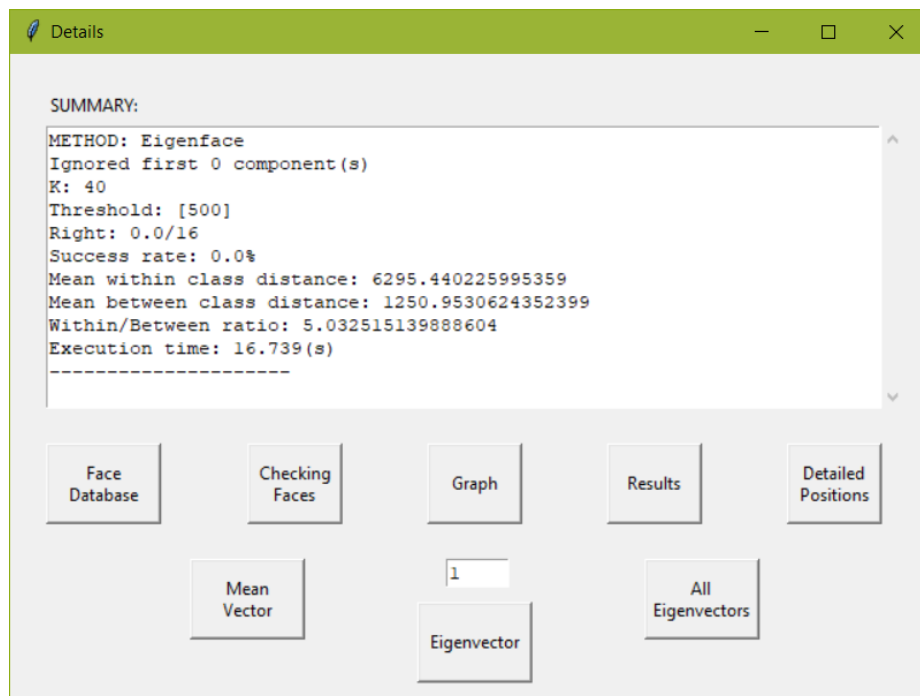 Details
SUMMARY:
METHOD: Eigenface
Ignored first 0 component(s)
K: 40
Threshold: [500]
Right: 0.0/16
Success rate: 0.0%
Mean within class distance: 6295.440225995359
Mean between class distance: 1250.9530624352399
Within/Between ratio: 5.032515139888604
Execution time: 16.739(s)
---------------------
Face
Database
Checking
Faces
Graph
Results
Detailed
Positions
Mean
Vector
1
Eigenvector
All
Eigenvectors